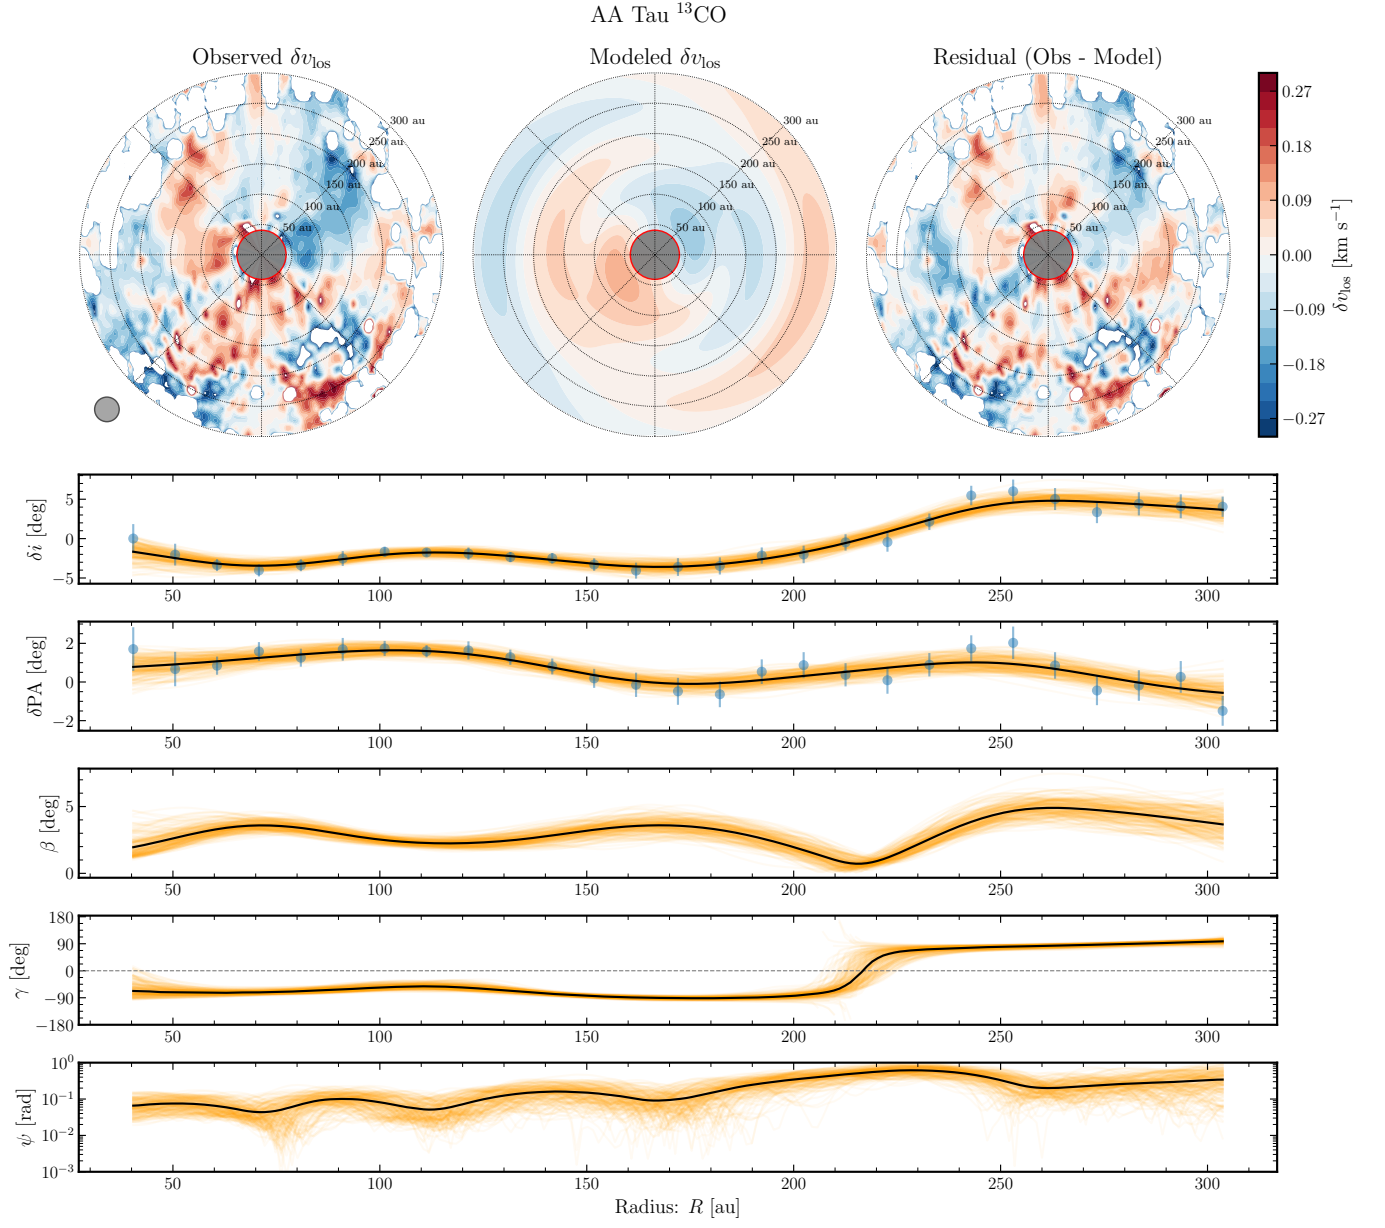 AA Tau ¹³CO
Observed δv_los
Modeled δv_los
Residual (Obs - Model)
300 au
250 au
200 au
150 au
100 au
50 au
300 au
250 au
200 au
150 au
100 au
50 au
300 au
250 au
200 au
150 au
100 au
50 au
0.27
0.18
0.09
0.00
−0.09
−0.18
−0.27
δv_los [km s⁻¹]
δi [deg]
5
0
−5
50 100 150 200 250 300
δPA [deg]
2
0
−2
50 100 150 200 250 300
β [deg]
5
0
50 100 150 200 250 300
γ [deg]
180
90
0
−90
−180
50 100 150 200 250 300
ψ [rad]
10⁰
10⁻¹
10⁻²
10⁻³
50 100 150 200 250 300
Radius: R [au]